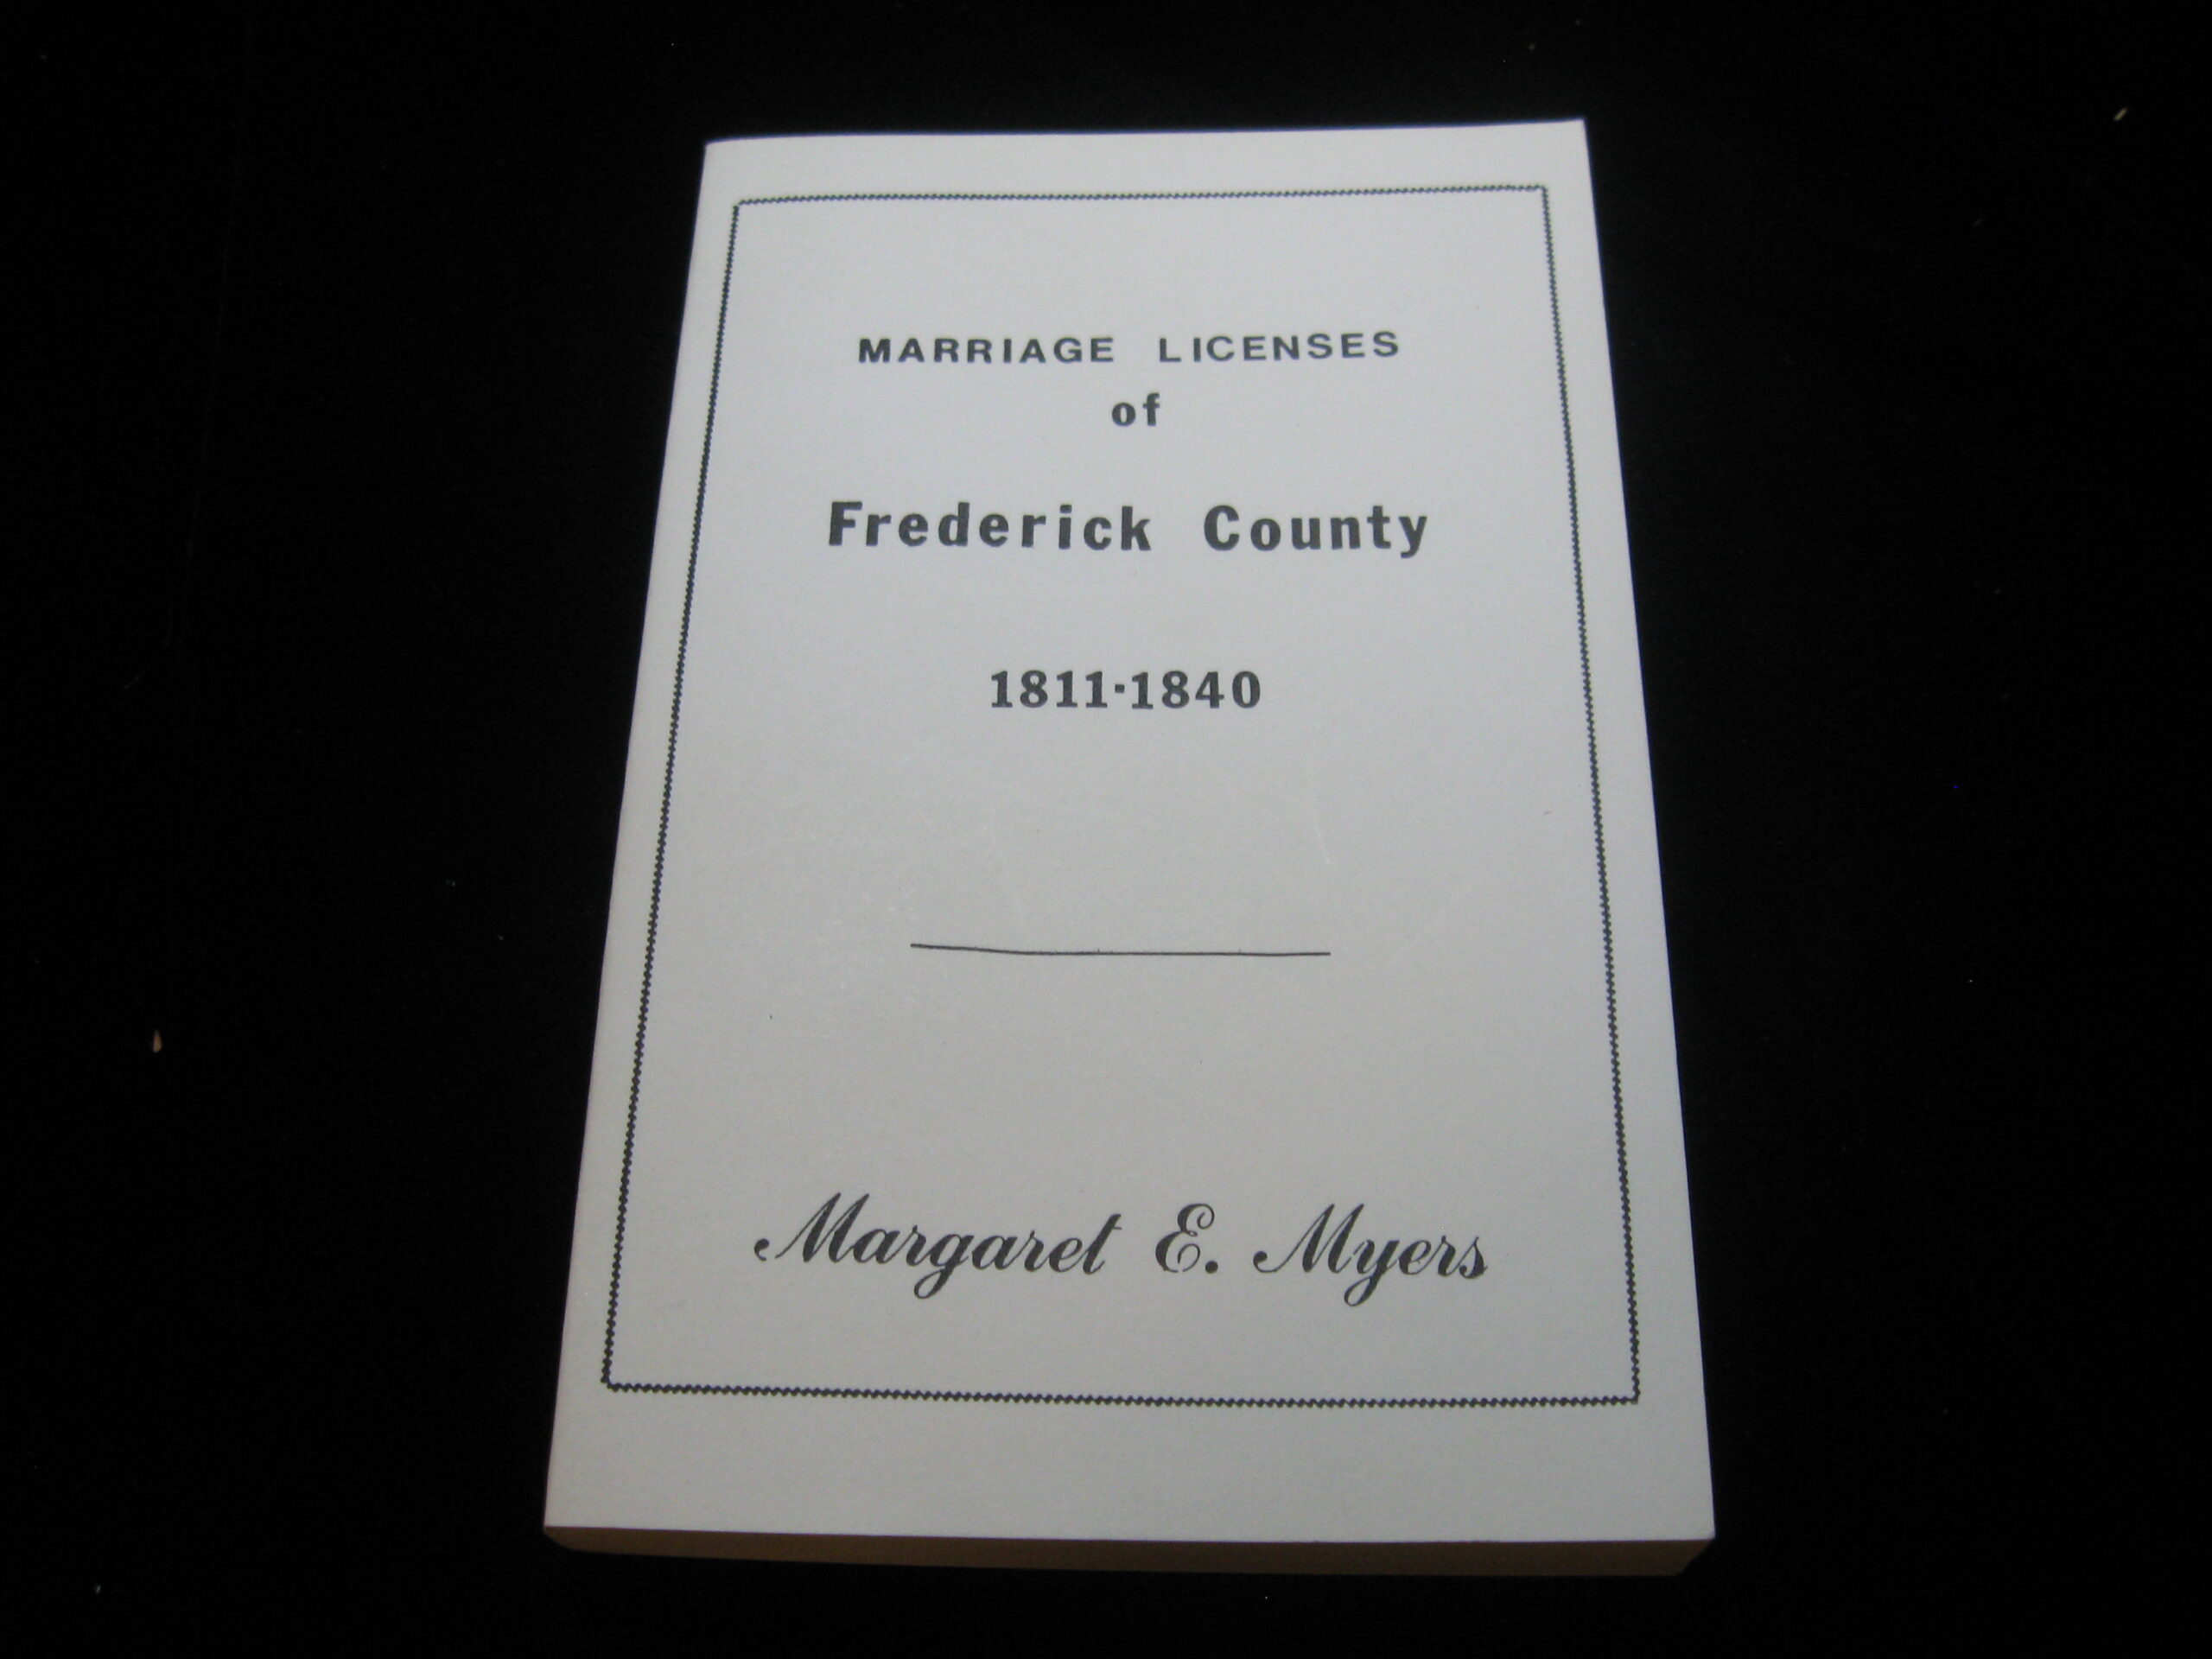 MARRIAGE LICENSES
of
Frederick County
1811-1840
Margaret E. Myers